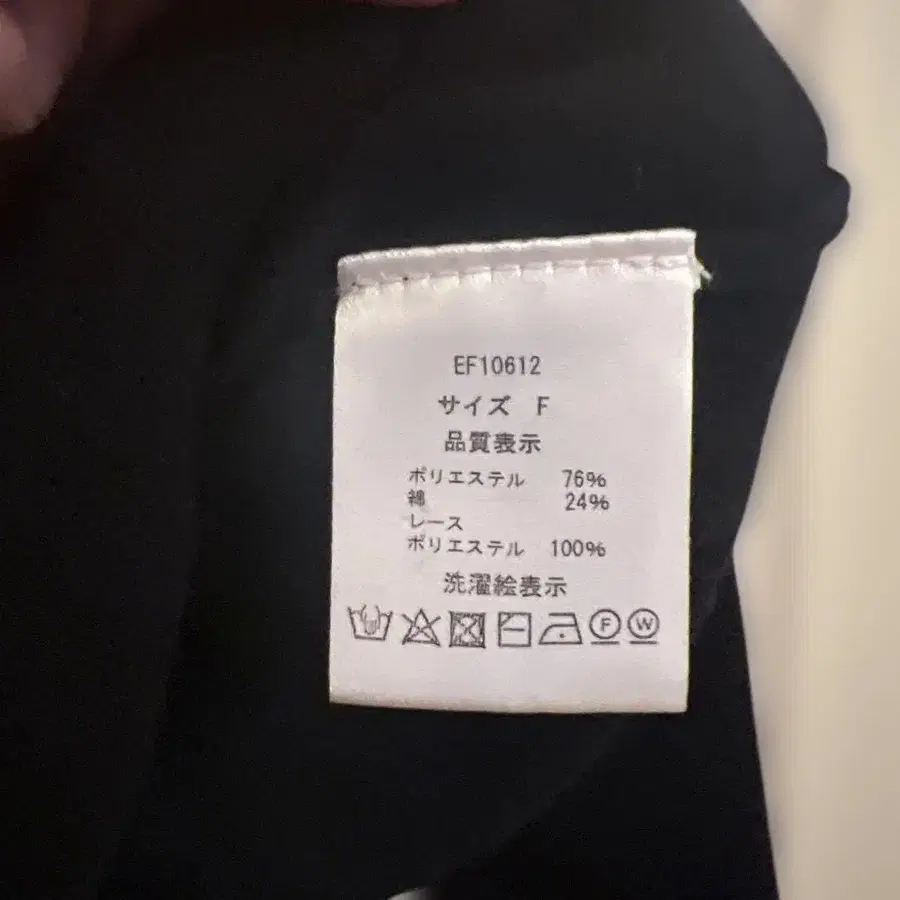 EF10612
サイズ F
品質表示
ポリエステル 76%
綿 24%
レース
ポリエステル 100%
洗濯絵表示
F W